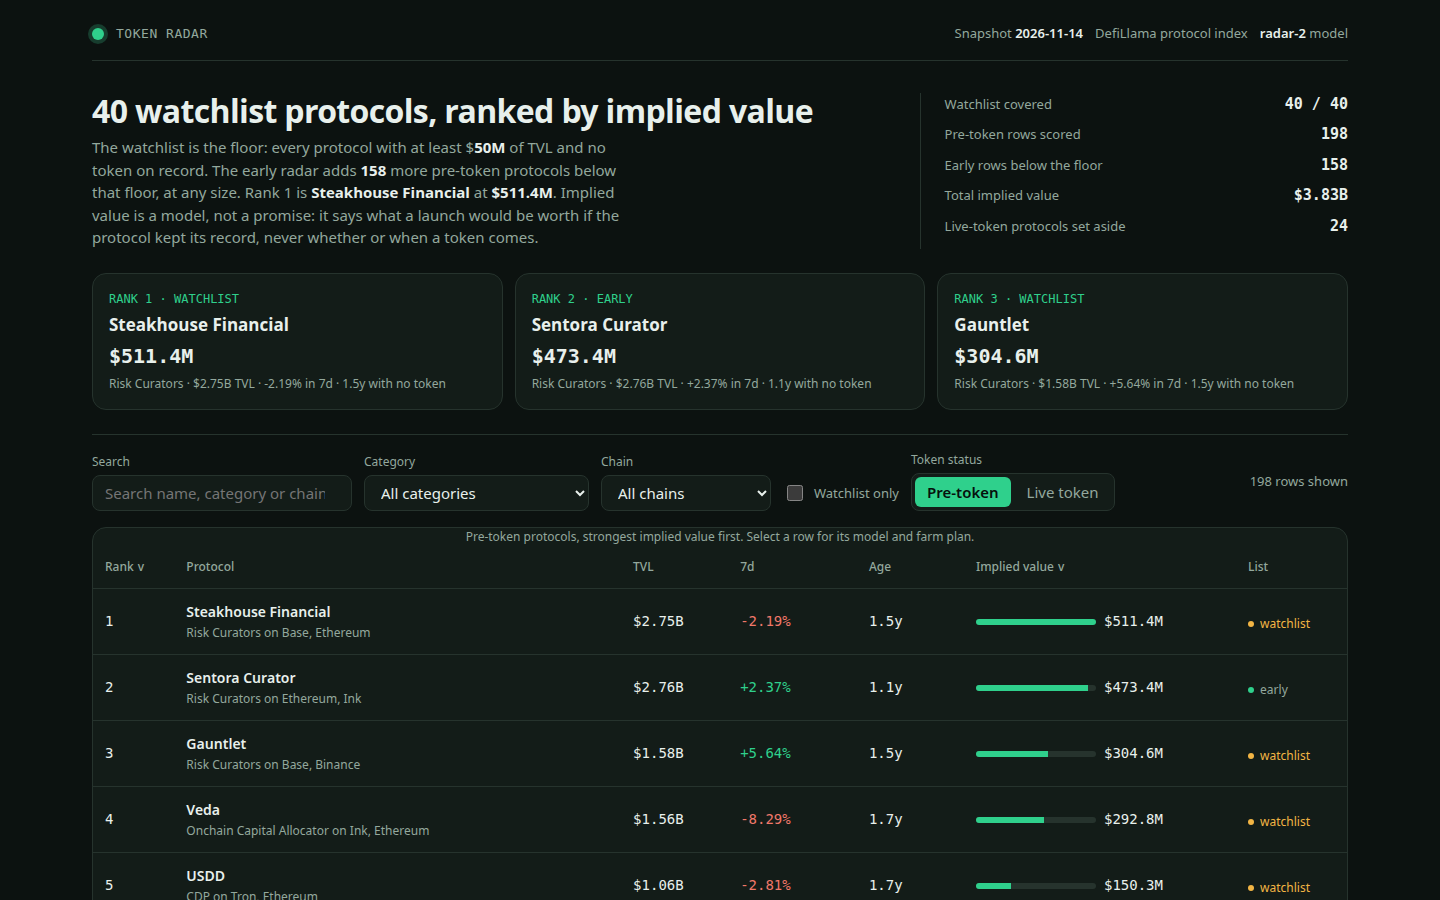 TOKEN RADAR
Snapshot 2026-11-14 DefiLlama protocol index radar-2 model
40 watchlist protocols, ranked by implied value
The watchlist is the floor: every protocol with at least $50M of TVL and no
token on record. The early radar adds 158 more pre-token protocols below
that floor, at any size. Rank 1 is Steakhouse Financial at $511.4M. Implied
value is a model, not a promise: it says what a launch would be worth if the
protocol kept its record, never whether or when a token comes.
Watchlist covered 40 / 40
Pre-token rows scored 198
Early rows below the floor 158
Total implied value $3.83B
Live-token protocols set aside 24
RANK 1 · WATCHLIST
Steakhouse Financial
$511.4M
Risk Curators · $2.75B TVL · -2.19% in 7d · 1.5y with no token
RANK 2 · EARLY
Sentora Curator
$473.4M
Risk Curators · $2.76B TVL · +2.37% in 7d · 1.1y with no token
RANK 3 · WATCHLIST
Gauntlet
$304.6M
Risk Curators · $1.58B TVL · +5.64% in 7d · 1.5y with no token
Search
Search name, category or chain
Category
All categories
Chain
All chains
Watchlist only
Token status
Pre-token Live token
198 rows shown
Pre-token protocols, strongest implied value first. Select a row for its model and farm plan.
Rank v Protocol TVL 7d Age Implied value v List
1 Steakhouse Financial $2.75B -2.19% 1.5y $511.4M watchlist
Risk Curators on Base, Ethereum
2 Sentora Curator $2.76B +2.37% 1.1y $473.4M early
Risk Curators on Ethereum, Ink
3 Gauntlet $1.58B +5.64% 1.5y $304.6M watchlist
Risk Curators on Base, Binance
4 Veda $1.56B -8.29% 1.7y $292.8M watchlist
Onchain Capital Allocator on Ink, Ethereum
5 USDD $1.06B -2.81% 1.7y $150.3M watchlist
CDP on Tron, Ethereum